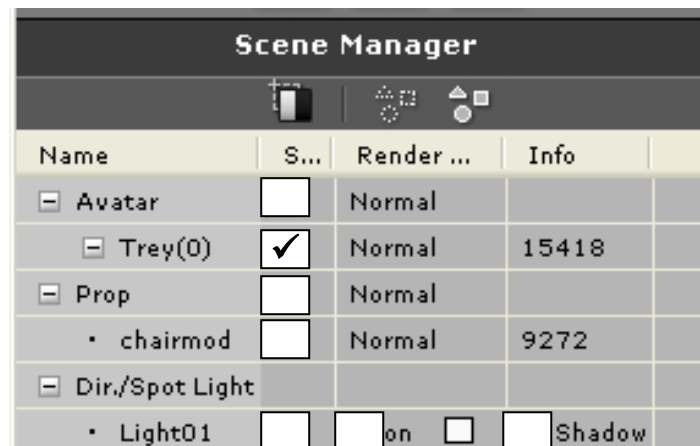 Scene Manager
Name S... Render ... Info
Avatar Normal
Trey(0) Normal 15418
Prop Normal
chairmod Normal 9272
Dir./Spot Light
Light01 on Shadow